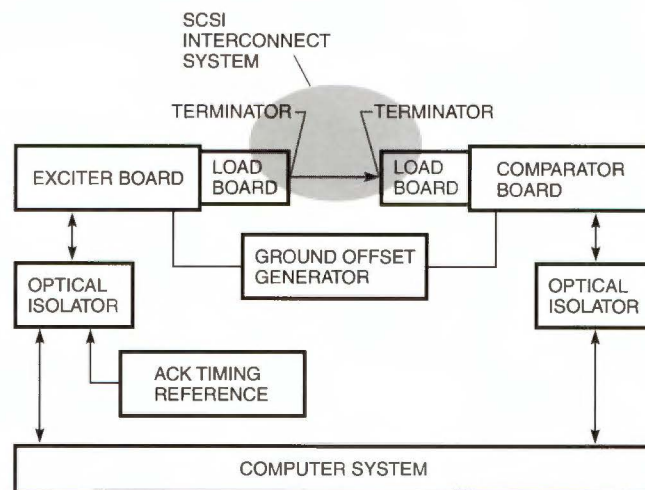 SCSI
INTERCONNECT
SYSTEM
TERMINATOR
TERMINATOR
EXCITER BOARD
LOAD
BOARD
LOAD
BOARD
COMPARATOR
BOARD
GROUND OFFSET
GENERATOR
OPTICAL
ISOLATOR
OPTICAL
ISOLATOR
ACK TIMING
REFERENCE
COMPUTER SYSTEM